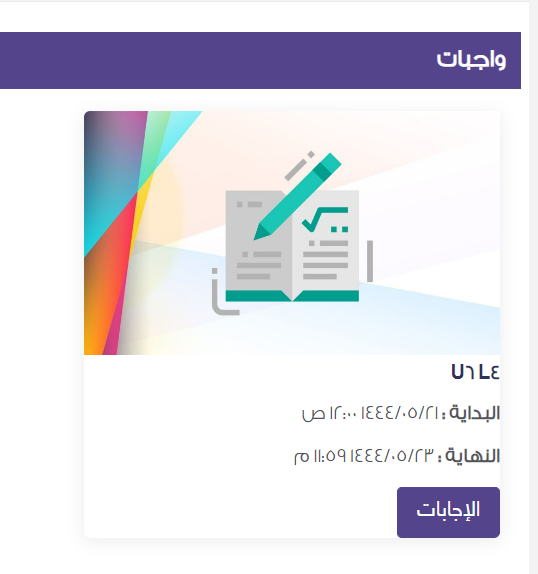 واجبات
U٦ L٤
البداية : ١٤٤٤/٠٥/٢١ ١٢:٠٠ ص
النهاية : ١٤٤٤/٠٥/٢٣ ١١:٥٩ م
الإجابات